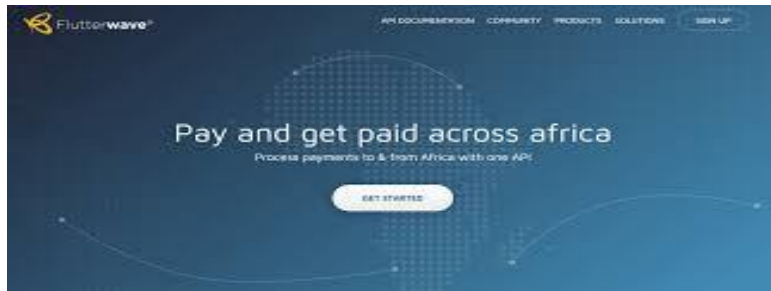 Flutterwave®
API DOCUMENTATION COMMUNITY PRODUCTS SOLUTIONS SIGN UP
Pay and get paid across africa
Process payments to & from Africa with one API
GET STARTED